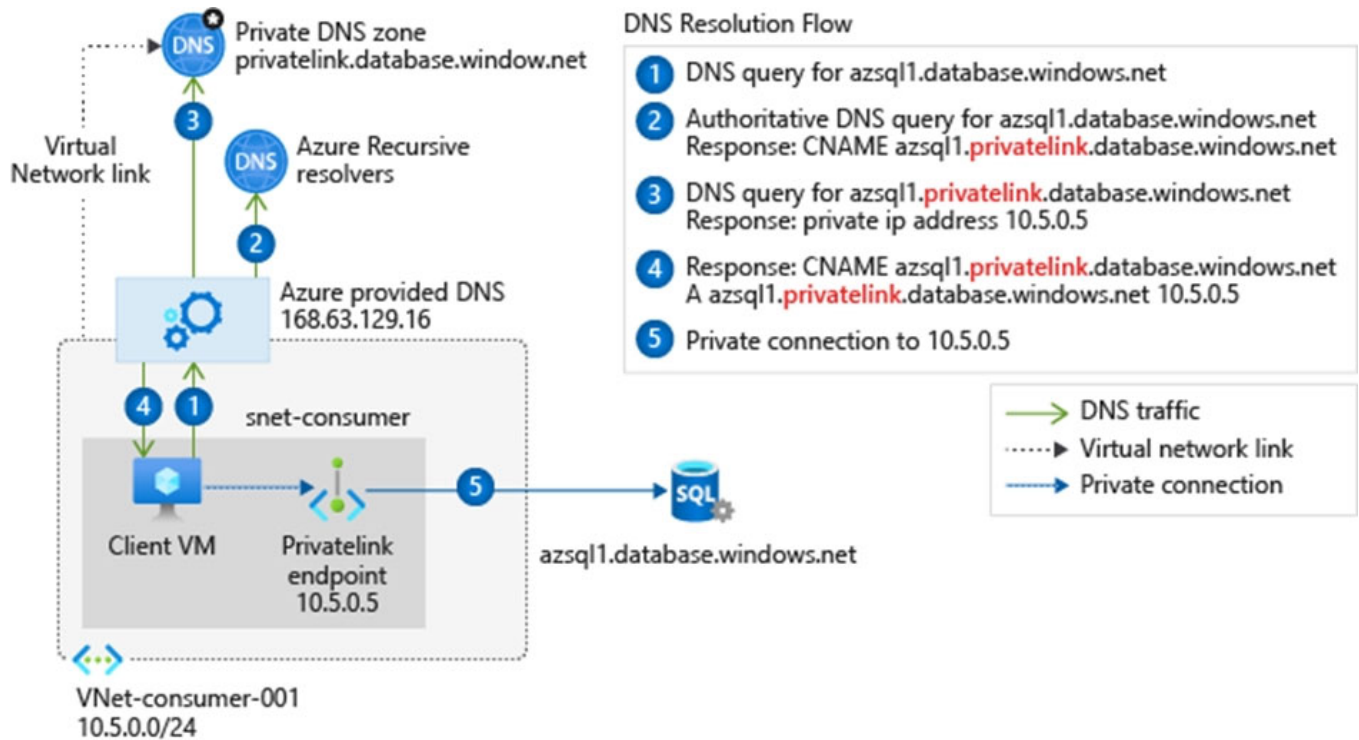 DNS
Private DNS zone
privatelink.database.window.net
3
Virtual
Network link
DNS
Azure Recursive
resolvers
2
Azure provided DNS
168.63.129.16
4
1
snet-consumer
Client VM
Privatelink
endpoint
10.5.0.5
5
SQL
azsql1.database.windows.net
VNet-consumer-001
10.5.0.0/24
DNS Resolution Flow
1 DNS query for azsql1.database.windows.net
2 Authoritative DNS query for azsql1.database.windows.net
Response: CNAME azsql1.privatelink.database.windows.net
3 DNS query for azsql1.privatelink.database.windows.net
Response: private ip address 10.5.0.5
4 Response: CNAME azsql1.privatelink.database.windows.net
A azsql1.privatelink.database.windows.net 10.5.0.5
5 Private connection to 10.5.0.5
DNS traffic
Virtual network link
Private connection